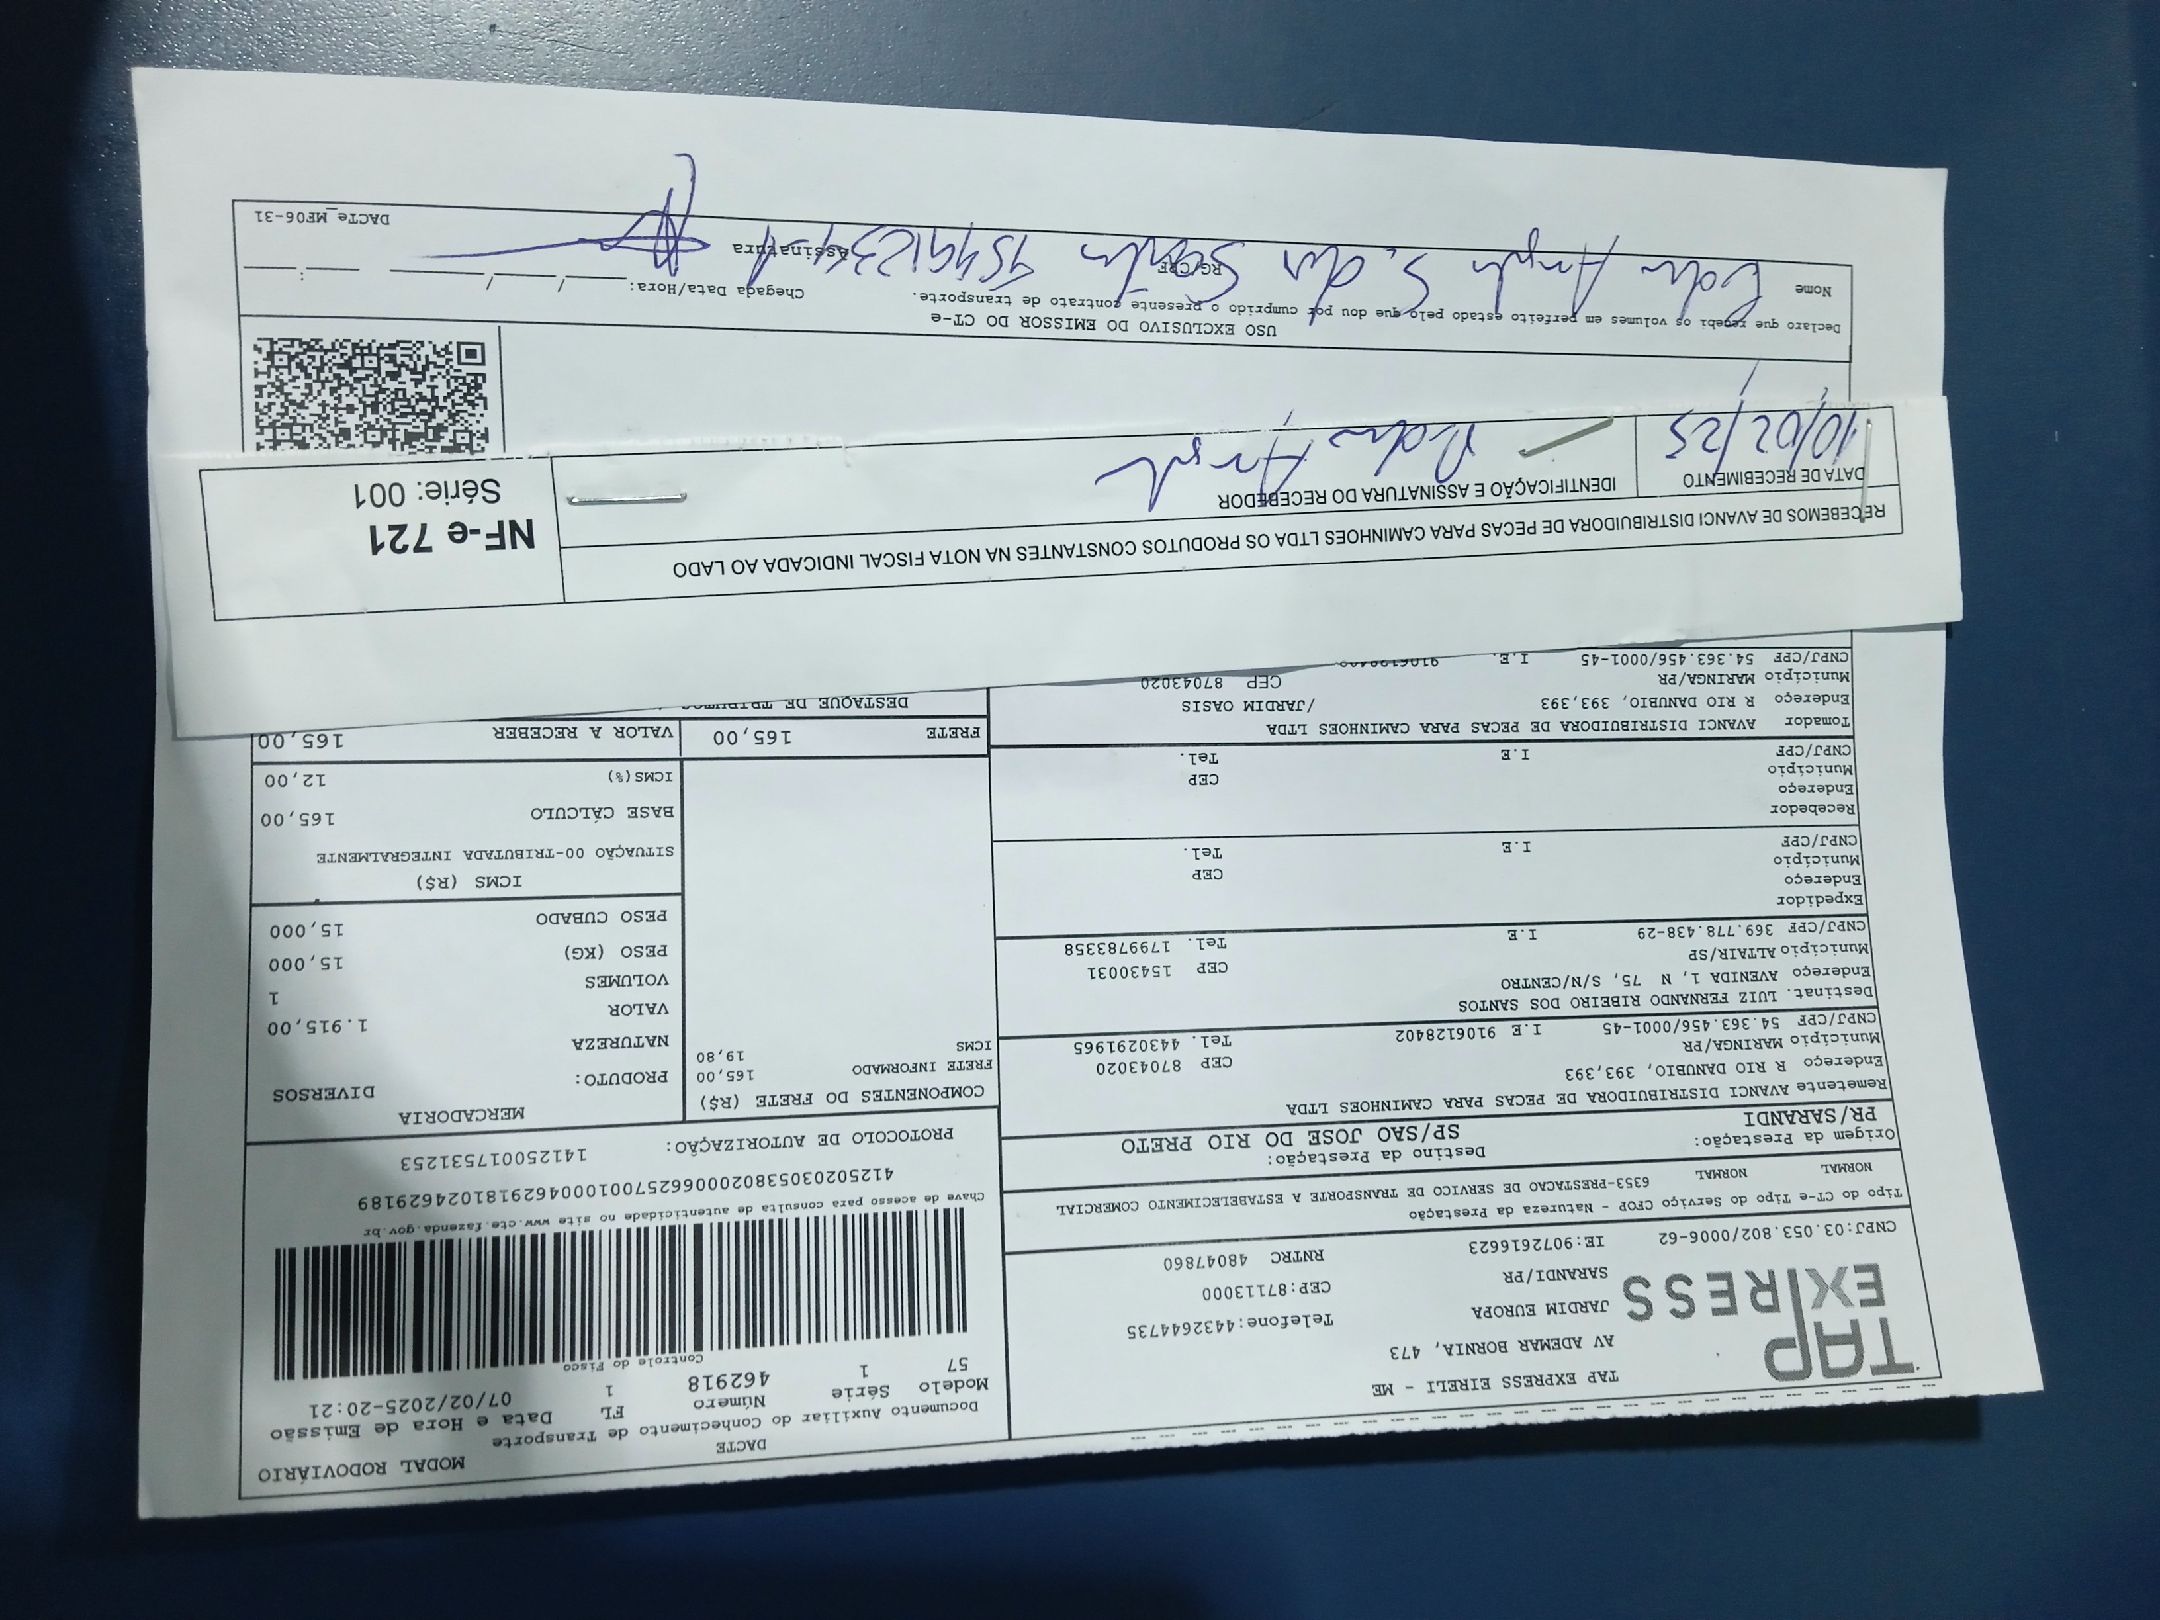 TAP
EXPRESS
TAP EXPRESS EIRELI - ME
AV ADEMAR BORNIA, 473
JARDIM EUROPA Telefone:4432644735
SARANDI/PR CEP:87113000
CNPJ:03.053.802/0006-62 IE:9072616623 RNTRC 48047860
Tipo do CT-e Tipo do Serviço CFOP - Natureza da Prestação
NORMAL NORMAL 6353-PRESTACAO DE SERVICO DE TRANSPORTE A ESTABELECIMENTO COMERCIAL
Origem da Prestação: Destino da Prestação:
PR/SARANDI SP/SAO JOSE DO RIO PRETO
Remetente AVANCI DISTRIBUIDORA DE PECAS PARA CAMINHOES LTDA
Endereço R RIO DANUBIO, 393,393
Município MARINGA/PR CEP 87043020
CNPJ/CPF 54.363.456/0001-45 I.E 9106128402 Tel. 4430291965
Destinat. LUIZ FERNANDO RIBEIRO DOS SANTOS
Endereço AVENIDA 1, N 75, S/N/CENTRO
Município ALTAIR/SP CEP 15430031
CNPJ/CPF 369.778.438-29 I.E Tel. 1799783358
Expedidor
Endereço
Município CEP
CNPJ/CPF I.E Tel.
Recebedor
Endereço
Município CEP
CNPJ/CPF I.E Tel.
Tomador AVANCI DISTRIBUIDORA DE PECAS PARA CAMINHOES LTDA
Endereço R RIO DANUBIO, 393,393 /JARDIM OASIS
Município MARINGA/PR CEP 87043020
CNPJ/CPF 54.363.456/0001-45 I.E.
MODAL RODOVIÁRIO
DACTE
Documento Auxiliar do Conhecimento de Transporte
Modelo Série Número FL Data e Hora de Emissão
57 1 462918 1 07/02/2025-20:21
Controle do Fisco
Chave de acesso para consulta de autenticidade no site www.cte.fazenda.gov.br
41250203053802000662570010004629181024629189
PROTOCOLO DE AUTORIZAÇÃO: 141250017531253
COMPONENTES DO FRETE (R$)
FRETE INFORMADO 165,00
ICMS 19,80
MERCADORIA
PRODUTO: DIVERSOS
NATUREZA
VALOR 1.915,00
VOLUMES 1
PESO (KG) 15,000
PESO CUBADO 15,000
ICMS (R$)
SITUAÇÃO 00-TRIBUTADA INTEGRALMENTE
BASE CÁLCULO 165,00
ICMS(%) 12,00
FRETE 165,00 VALOR A RECEBER 165,00
DESTAQUE DE
RECEBEMOS DE AVANCI DISTRIBUIDORA DE PECAS PARA CAMINHOES LTDA OS PRODUTOS CONSTANTES NA NOTA FISCAL INDICADA AO LADO
DATA DE RECEBIMENTO IDENTIFICAÇÃO E ASSINATURA DO RECEBEDOR
10/02/25
NF-e 721
Série: 001
USO EXCLUSIVO DO EMISSOR DO CT-e
Declaro que recebi os volumes em perfeito estado pelo que dou por cumprido o presente contrato de transporte.
Nome RG/CPF Assinatura Chegada Data/Hora: ___/___/___ ___:___
DACTe_MF06-31